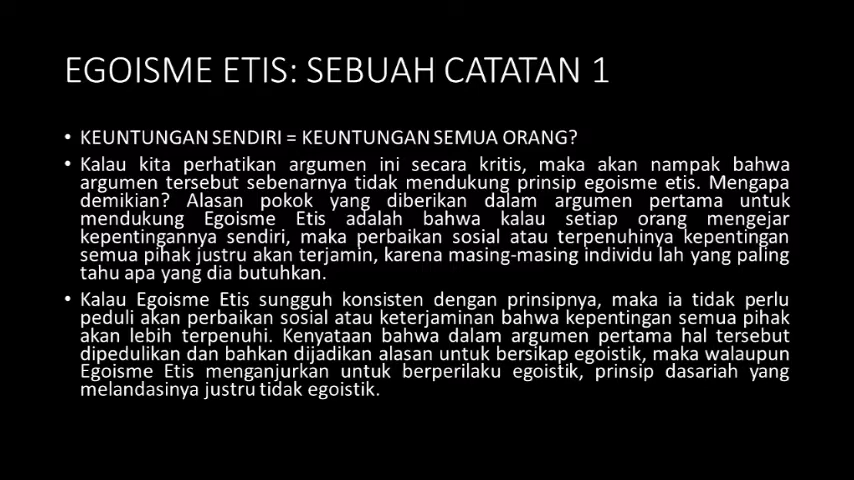 EGOISME ETIS: SEBUAH CATATAN 1
• KEUNTUNGAN SENDIRI = KEUNTUNGAN SEMUA ORANG?
• Kalau kita perhatikan argumen ini secara kritis, maka akan nampak bahwa
argumen tersebut sebenarnya tidak mendukung prinsip egoisme etis. Mengapa
demikian? Alasan pokok yang diberikan dalam argumen pertama untuk
mendukung Egoisme Etis adalah bahwa kalau setiap orang mengejar
kepentingannya sendiri, maka perbaikan sosial atau terpenuhinya kepentingan
semua pihak justru akan terjamin, karena masing-masing individu lah yang paling
tahu apa yang dia butuhkan.
• Kalau Egoisme Etis sungguh konsisten dengan prinsipnya, maka ia tidak perlu
peduli akan perbaikan sosial atau keterjaminan bahwa kepentingan semua pihak
akan lebih terpenuhi. Kenyataan bahwa dalam argumen pertama hal tersebut
dipedulikan dan bahkan dijadikan alasan untuk bersikap egoistik, maka walaupun
Egoisme Etis menganjurkan untuk berperilaku egoistik, prinsip dasariah yang
melandasinya justru tidak egoistik.